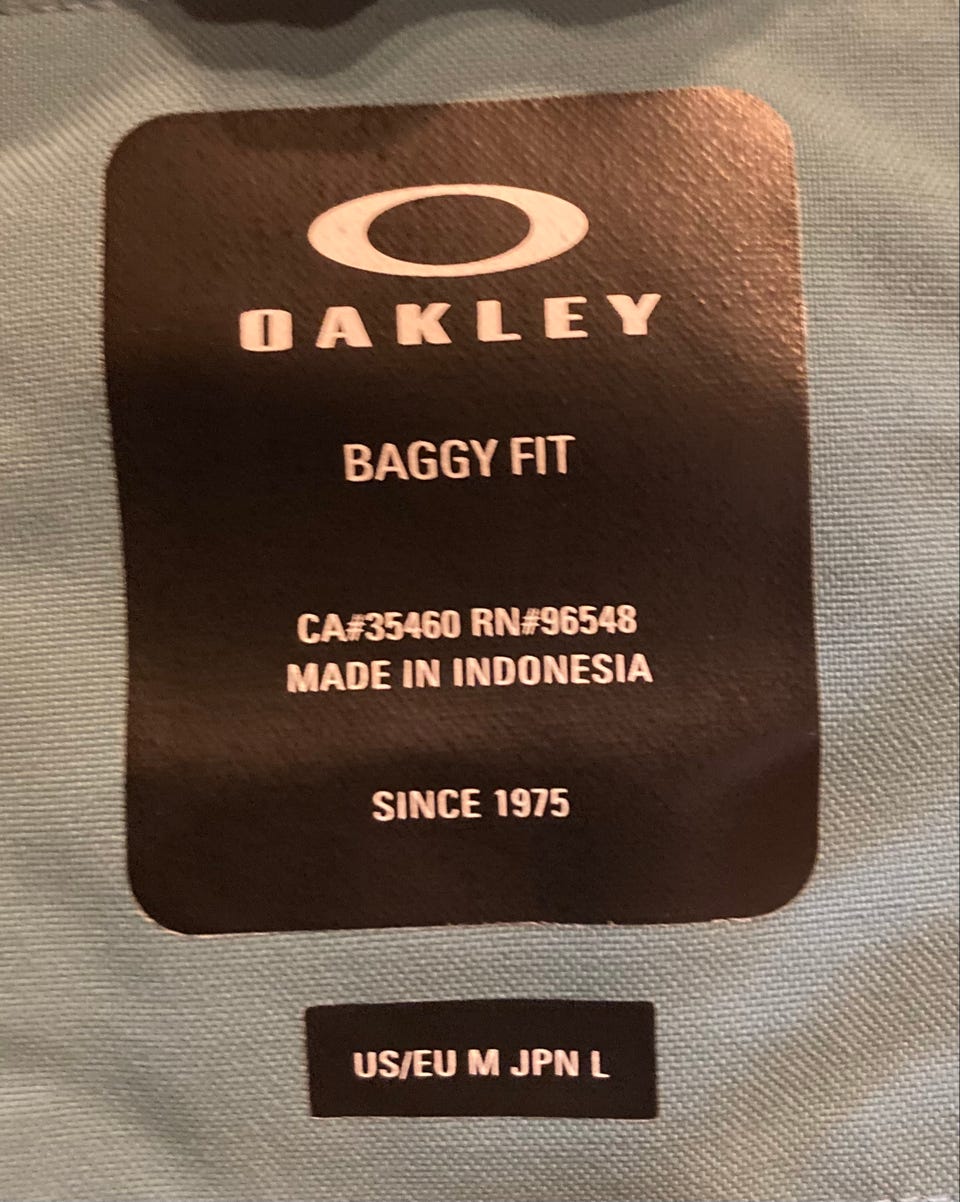 OAKLEY
BAGGY FIT
CA#35460 RN#96548
MADE IN INDONESIA
SINCE 1975
US/EU M JPN L